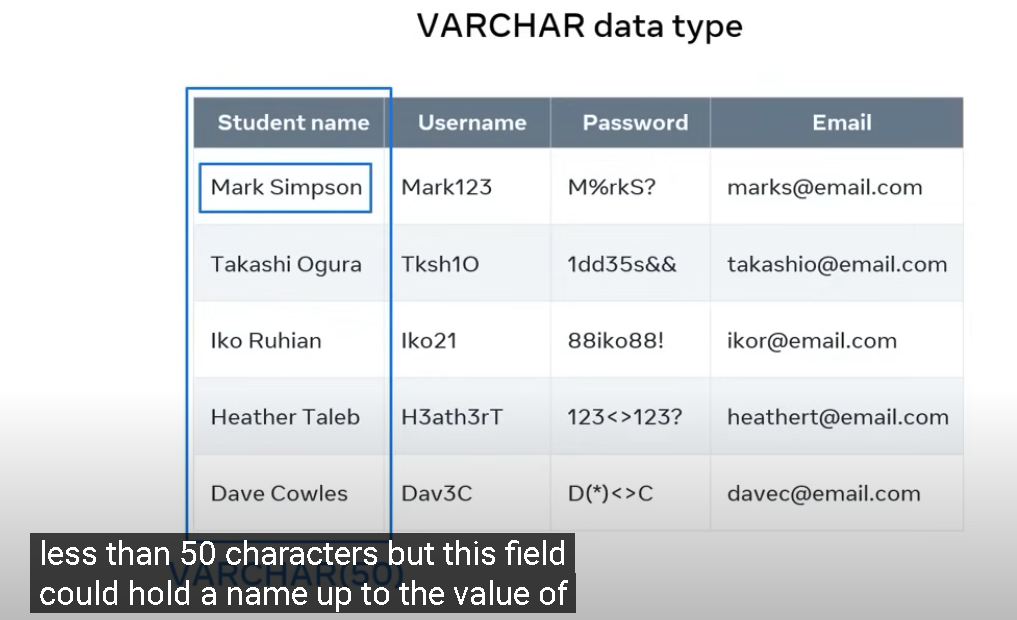 VARCHAR data type
Student name Username Password Email
Mark Simpson Mark123 M%rkS? marks@email.com
Takashi Ogura Tksh1O 1dd35s&& takashio@email.com
Iko Ruhian Iko21 88iko88! ikor@email.com
Heather Taleb H3ath3rT 123<>123? heathert@email.com
Dave Cowles Dav3C D(*)<>C davec@email.com
less than 50 characters but this field
VARCHAR(50)
could hold a name up to the value of